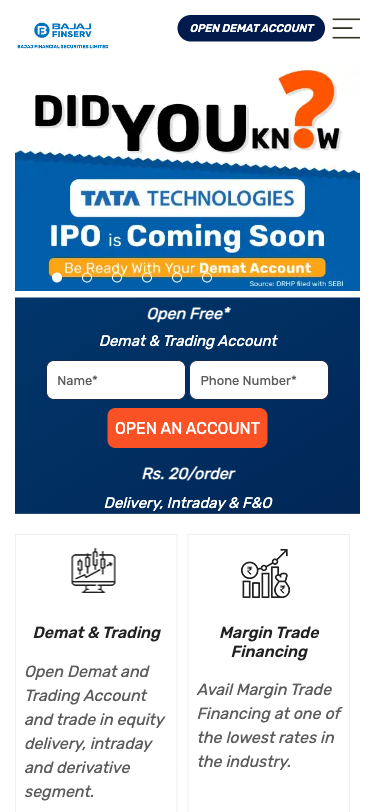 BAJAJ
FINSERV
BAJAJ FINANCIAL SECURITIES LIMITED
OPEN DEMAT ACCOUNT
DID YOU KNOW
?
TATA TECHNOLOGIES
IPO is Coming Soon
Be Ready With Your Demat Account
Source: DRHP filed with SEBI
Open Free*
Demat & Trading Account
Name*
Phone Number*
OPEN AN ACCOUNT
Rs. 20/order
Delivery, Intraday & F&O
Demat & Trading
Open Demat and
Trading Account
and trade in equity
delivery, intraday
and derivative
segment.
Margin Trade
Financing
Avail Margin Trade
Financing at one of
the lowest rates in
the industry.